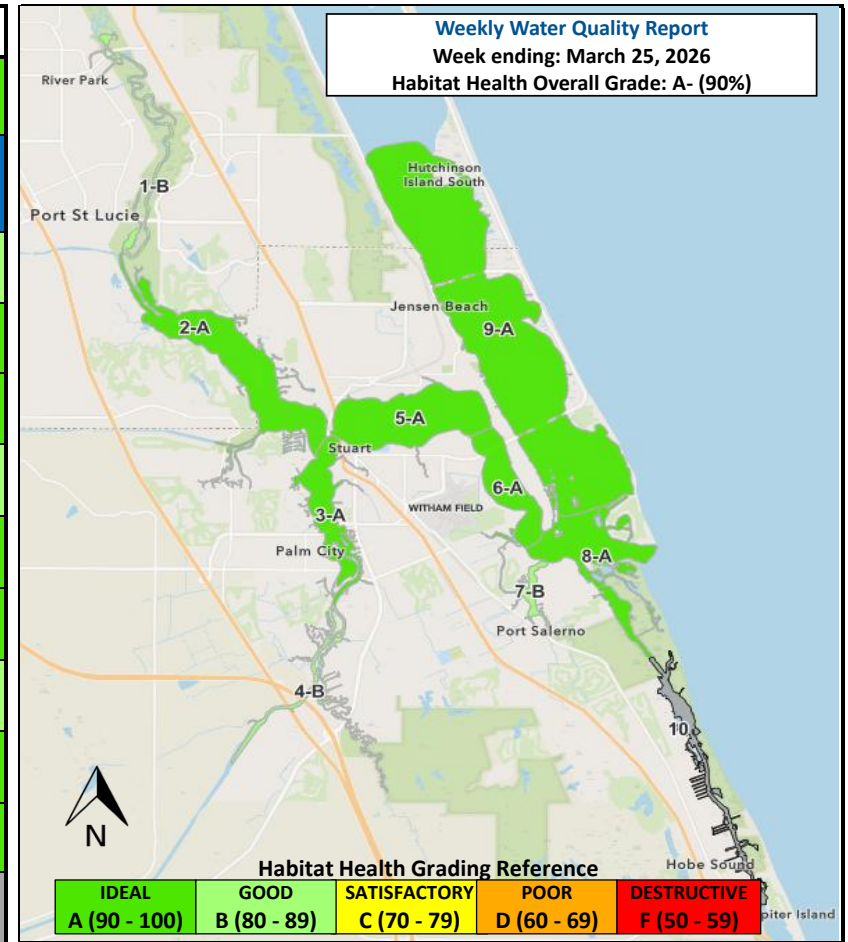 Weekly Water Quality Report
Week ending: March 25, 2026
Habitat Health Overall Grade: A- (90%)
River Park
Hutchinson
Island South
1-B
Port St Lucie
Jensen Beach
2-A
9-A
5-A
Stuart
6-A
WITHAM FIELD
3-A
Palm City
8-A
7-B
Port Salerno
4-B
10
N
Hobe Sound
Habitat Health Grading Reference
IDEAL GOOD SATISFACTORY POOR DESTRUCTIVE
A (90 - 100) B (80 - 89) C (70 - 79) D (60 - 69) F (50 - 59)
piter Island